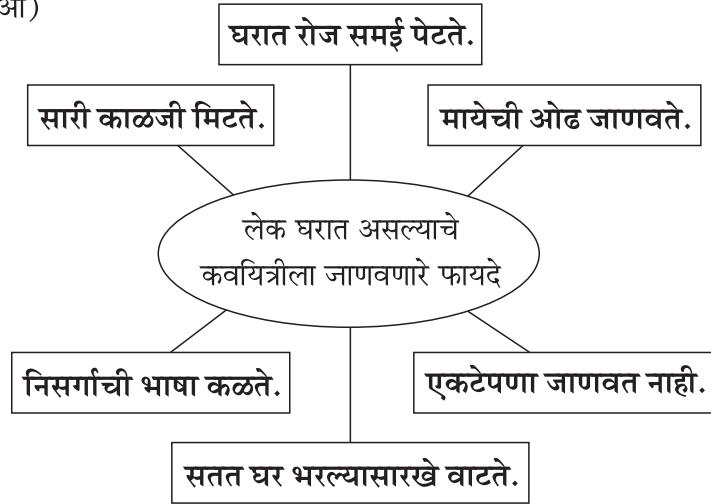 आ)
घरात रोज समई पेटते.
सारी काळजी मिटते.
मायेची ओढ जाणवते.
लेक घरात असल्याचे
कवयित्रीला जाणवणारे फायदे
निसर्गाची भाषा कळते.
एकटेपणा जाणवत नाही.
सतत घर भरल्यासारखे वाटते.